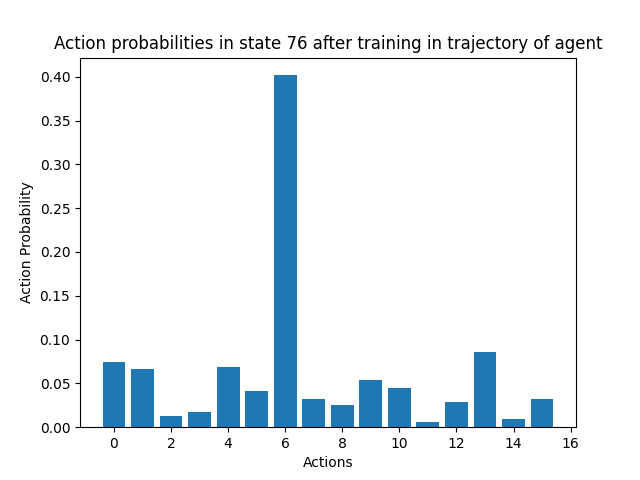 Action probabilities in state 76 after training in trajectory of agent
0.40
0.35
0.30
0.25
0.20
0.15
0.10
0.05
0.00
Action Probability
0 2 4 6 8 10 12 14 16
Actions